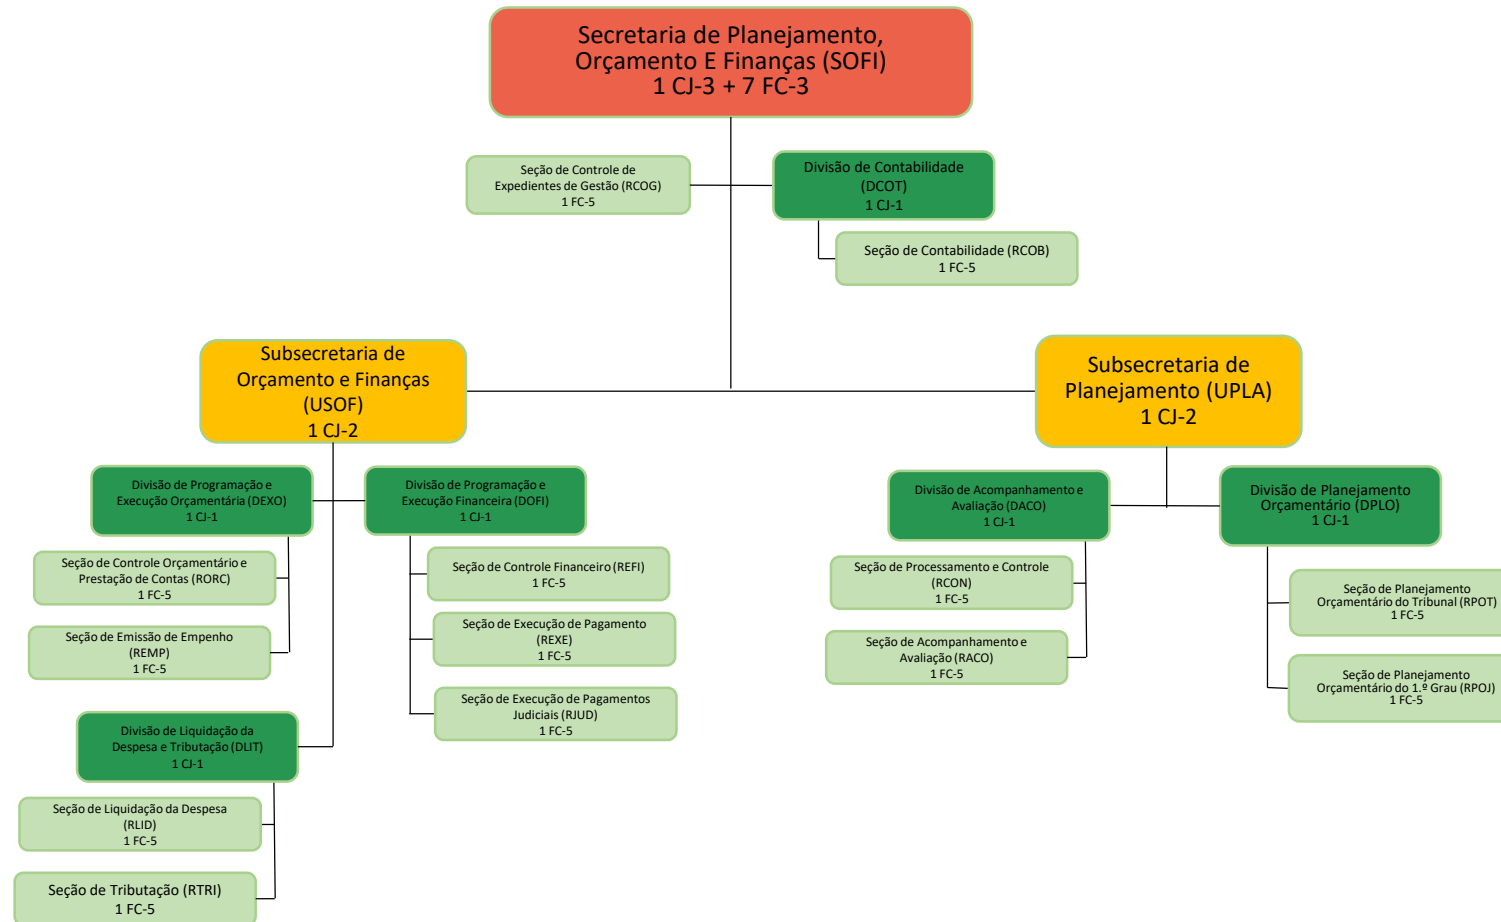 Secretaria de Planejamento,
Orçamento E Finanças (SOFI)
1 CJ-3 + 7 FC-3
Seção de Controle de
Expedientes de Gestão (RCOG)
1 FC-5
Divisão de Contabilidade
(DCOT)
1 CJ-1
Seção de Contabilidade (RCOB)
1 FC-5
Subsecretaria de
Orçamento e Finanças
(USOF)
1 CJ-2
Subsecretaria de
Planejamento (UPLA)
1 CJ-2
Divisão de Programação e
Execução Orçamentária (DEXO)
1 CJ-1
Divisão de Programação e
Execução Financeira (DOFI)
1 CJ-1
Divisão de Acompanhamento e
Avaliação (DACO)
1 CJ-1
Divisão de Planejamento
Orçamentário (DPLO)
1 CJ-1
Seção de Controle Orçamentário e
Prestação de Contas (RORC)
1 FC-5
Seção de Emissão de Empenho
(REMP)
1 FC-5
Seção de Controle Financeiro (REFI)
1 FC-5
Seção de Execução de Pagamento
(REXE)
1 FC-5
Seção de Execução de Pagamentos
Judiciais (RJUD)
1 FC-5
Seção de Processamento e Controle
(RCON)
1 FC-5
Seção de Acompanhamento e
Avaliação (RACO)
1 FC-5
Seção de Planejamento
Orçamentário do Tribunal (RPOT)
1 FC-5
Seção de Planejamento
Orçamentário do 1.º Grau (RPOJ)
1 FC-5
Divisão de Liquidação da
Despesa e Tributação (DLIT)
1 CJ-1
Seção de Liquidação da Despesa
(RLID)
1 FC-5
Seção de Tributação (RTRI)
1 FC-5